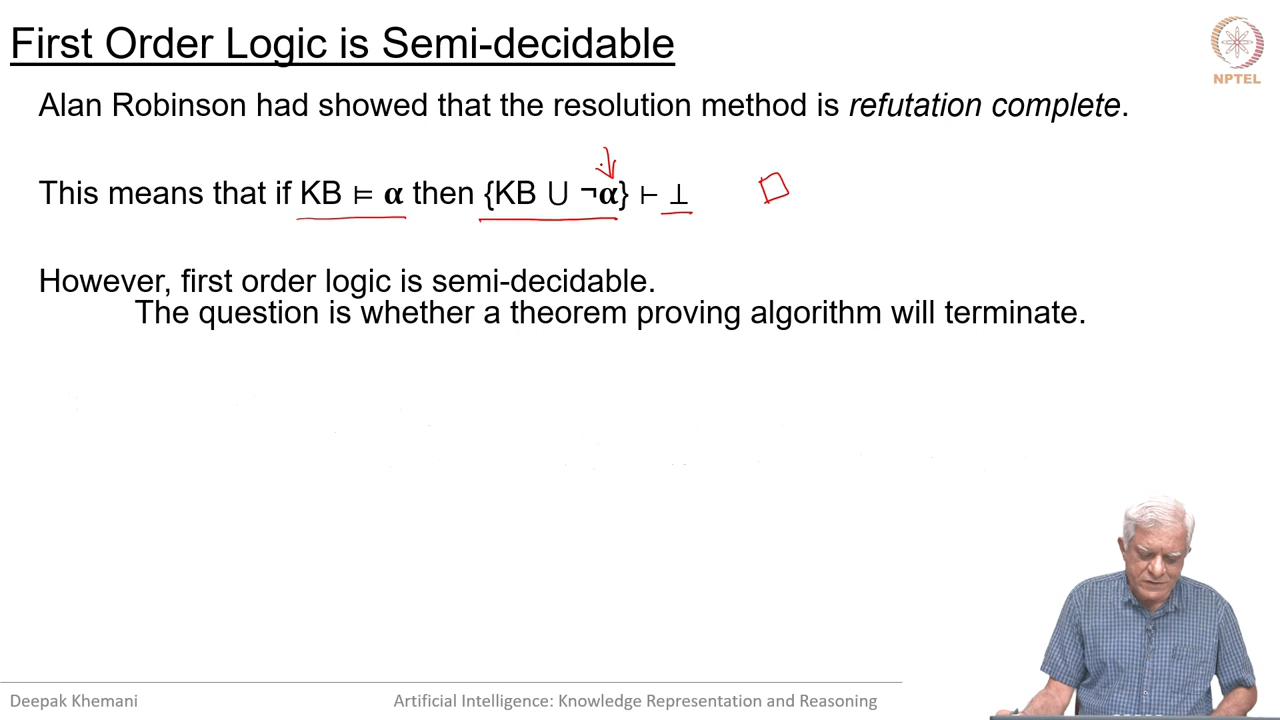 First Order Logic is Semi-decidable
NPTEL
Alan Robinson had showed that the resolution method is refutation complete.
This means that if KB ⊨ α then {KB ∪ ¬α} ⊢ ⊥
However, first order logic is semi-decidable.
The question is whether a theorem proving algorithm will terminate.
Deepak Khemani
Artificial Intelligence: Knowledge Representation and Reasoning